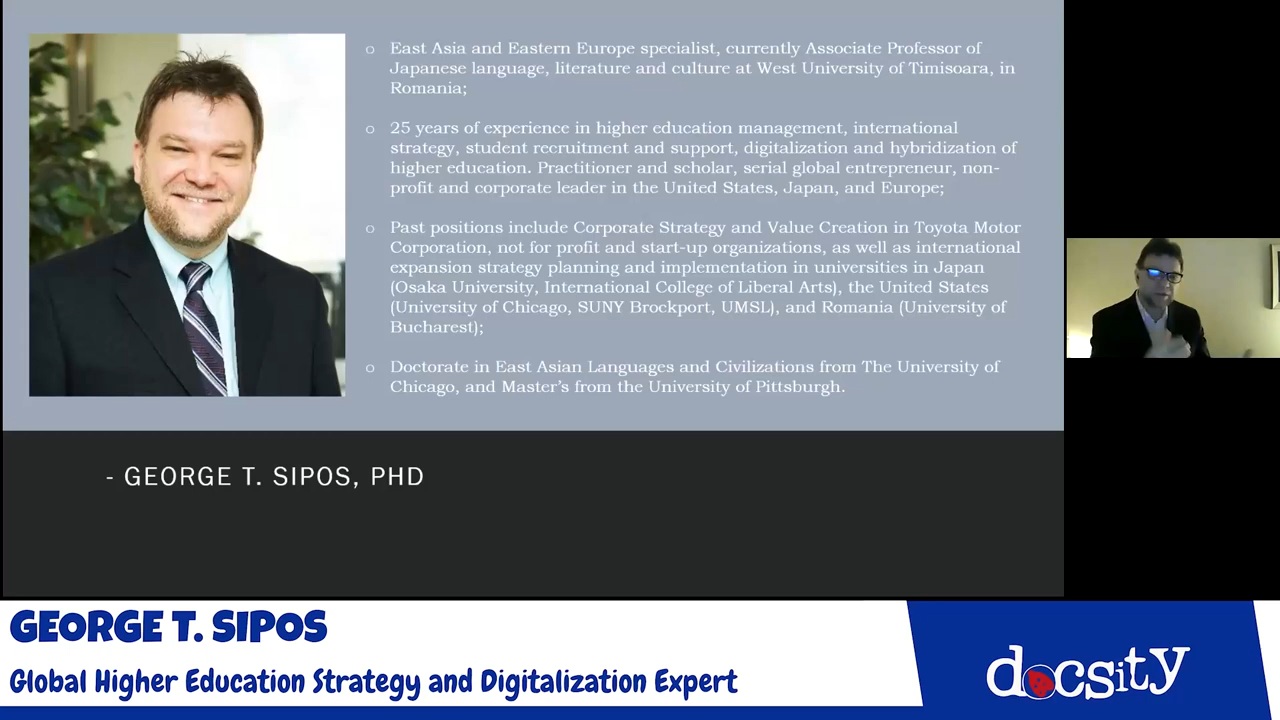 o East Asia and Eastern Europe specialist, currently Associate Professor of
Japanese language, literature and culture at West University of Timisoara, in
Romania;
o 25 years of experience in higher education management, international
strategy, student recruitment and support, digitalization and hybridization of
higher education. Practitioner and scholar, serial global entrepreneur, non-
profit and corporate leader in the United States, Japan, and Europe;
o Past positions include Corporate Strategy and Value Creation in Toyota Motor
Corporation, not for profit and start-up organizations, as well as international
expansion strategy planning and implementation in universities in Japan
(Osaka University, International College of Liberal Arts), the United States
(University of Chicago, SUNY Brockport, UMSL), and Romania (University of
Bucharest);
o Doctorate in East Asian Languages and Civilizations from The University of
Chicago, and Master's from the University of Pittsburgh.
- GEORGE T. SIPOS, PHD
GEORGE T. SIPOS
Global Higher Education Strategy and Digitalization Expert
docsity